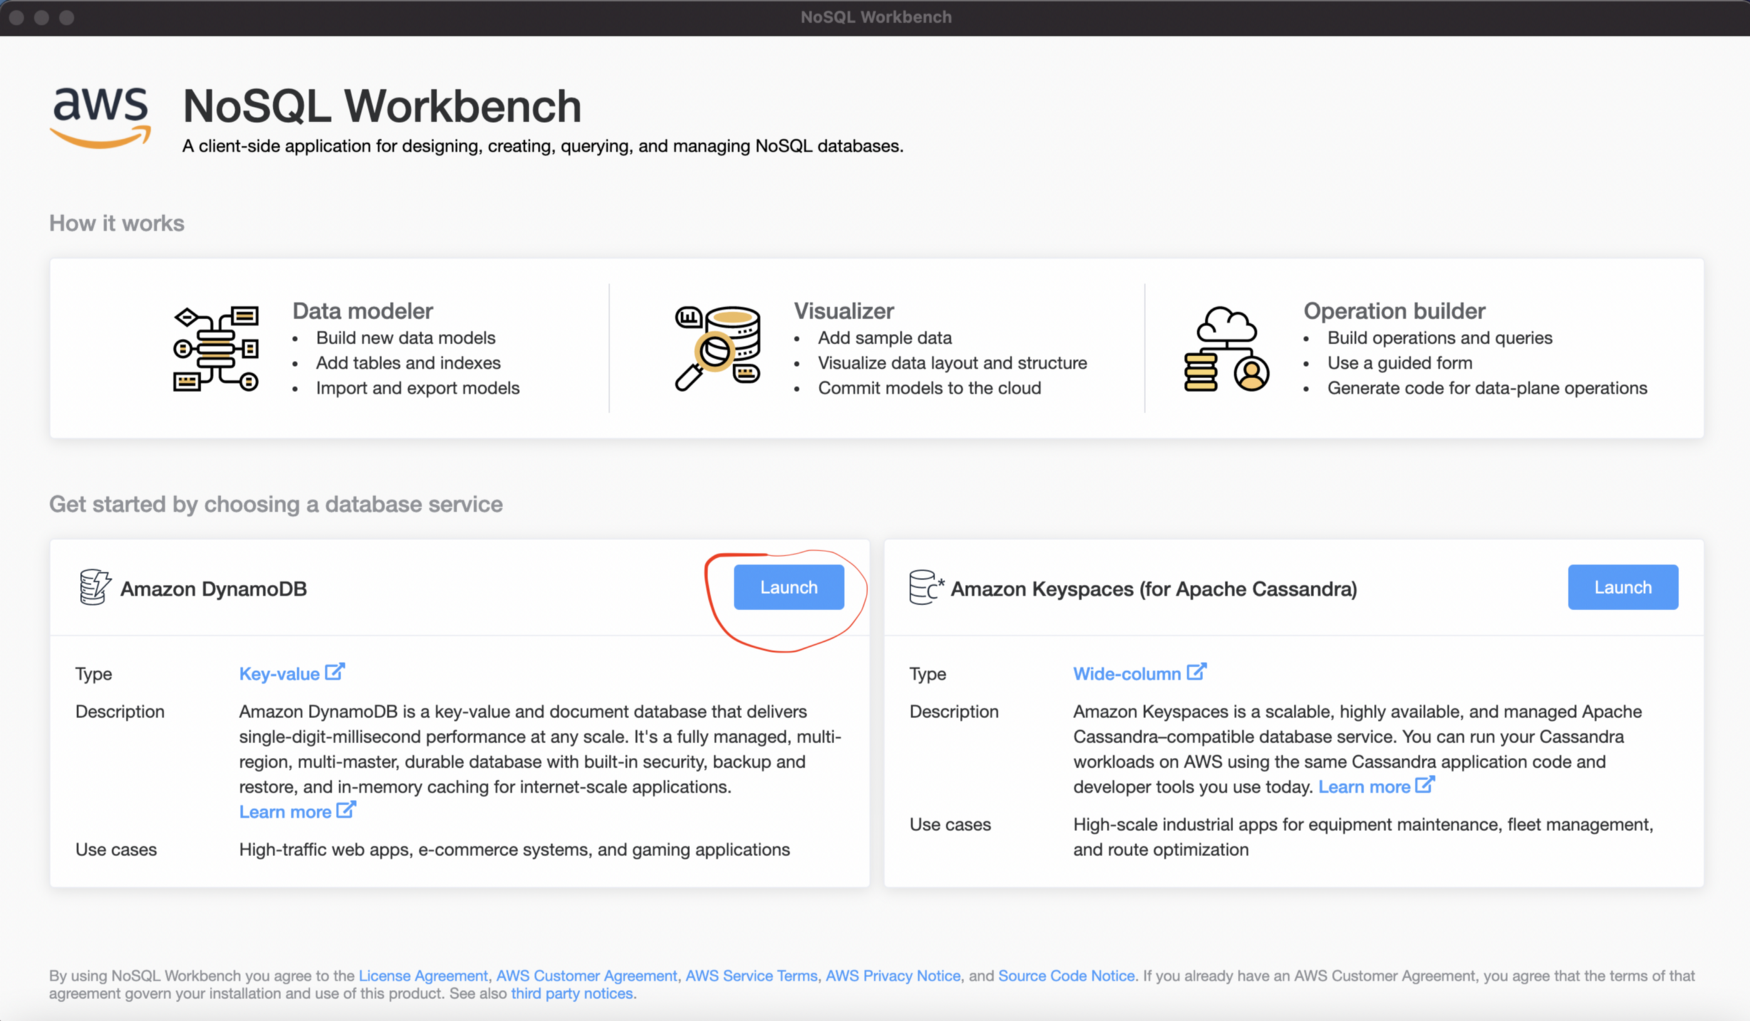 NoSQL Workbench
aws
NoSQL Workbench
A client-side application for designing, creating, querying, and managing NoSQL databases.
How it works
Data modeler
• Build new data models
• Add tables and indexes
• Import and export models
Visualizer
• Add sample data
• Visualize data layout and structure
• Commit models to the cloud
Operation builder
• Build operations and queries
• Use a guided form
• Generate code for data-plane operations
Get started by choosing a database service
Amazon DynamoDB
Launch
Type
Key-value
Description
Amazon DynamoDB is a key-value and document database that delivers
single-digit-millisecond performance at any scale. It's a fully managed, multi-
region, multi-master, durable database with built-in security, backup and
restore, and in-memory caching for internet-scale applications.
Learn more
Use cases
High-traffic web apps, e-commerce systems, and gaming applications
C* Amazon Keyspaces (for Apache Cassandra)
Launch
Type
Wide-column
Description
Amazon Keyspaces is a scalable, highly available, and managed Apache
Cassandra–compatible database service. You can run your Cassandra
workloads on AWS using the same Cassandra application code and
developer tools you use today. Learn more
Use cases
High-scale industrial apps for equipment maintenance, fleet management,
and route optimization
By using NoSQL Workbench you agree to the License Agreement, AWS Customer Agreement, AWS Service Terms, AWS Privacy Notice, and Source Code Notice. If you already have an AWS Customer Agreement, you agree that the terms of that
agreement govern your installation and use of this product. See also third party notices.